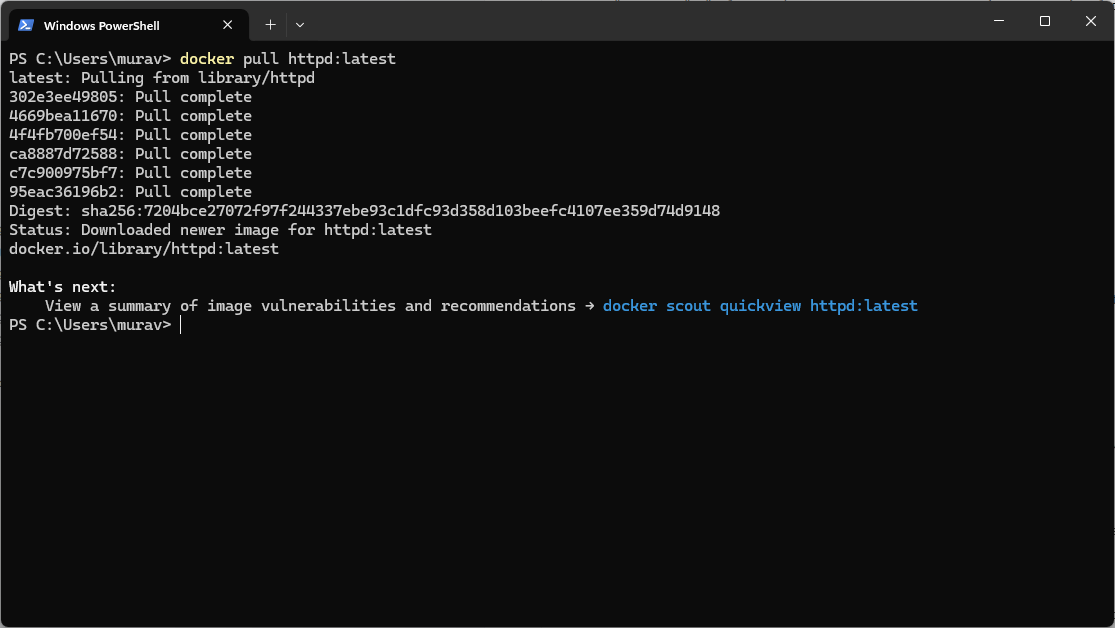 Windows PowerShell
PS C:\Users\murav> docker pull httpd:latest
latest: Pulling from library/httpd
302e3ee49805: Pull complete
4669bea11670: Pull complete
4f4fb700ef54: Pull complete
ca8887d72588: Pull complete
c7c900975bf7: Pull complete
95eac36196b2: Pull complete
Digest: sha256:7204bce27072f97f244337ebe93c1dfc93d358d103beefc4107ee359d74d9148
Status: Downloaded newer image for httpd:latest
docker.io/library/httpd:latest
What's next:
View a summary of image vulnerabilities and recommendations → docker scout quickview httpd:latest
PS C:\Users\murav>